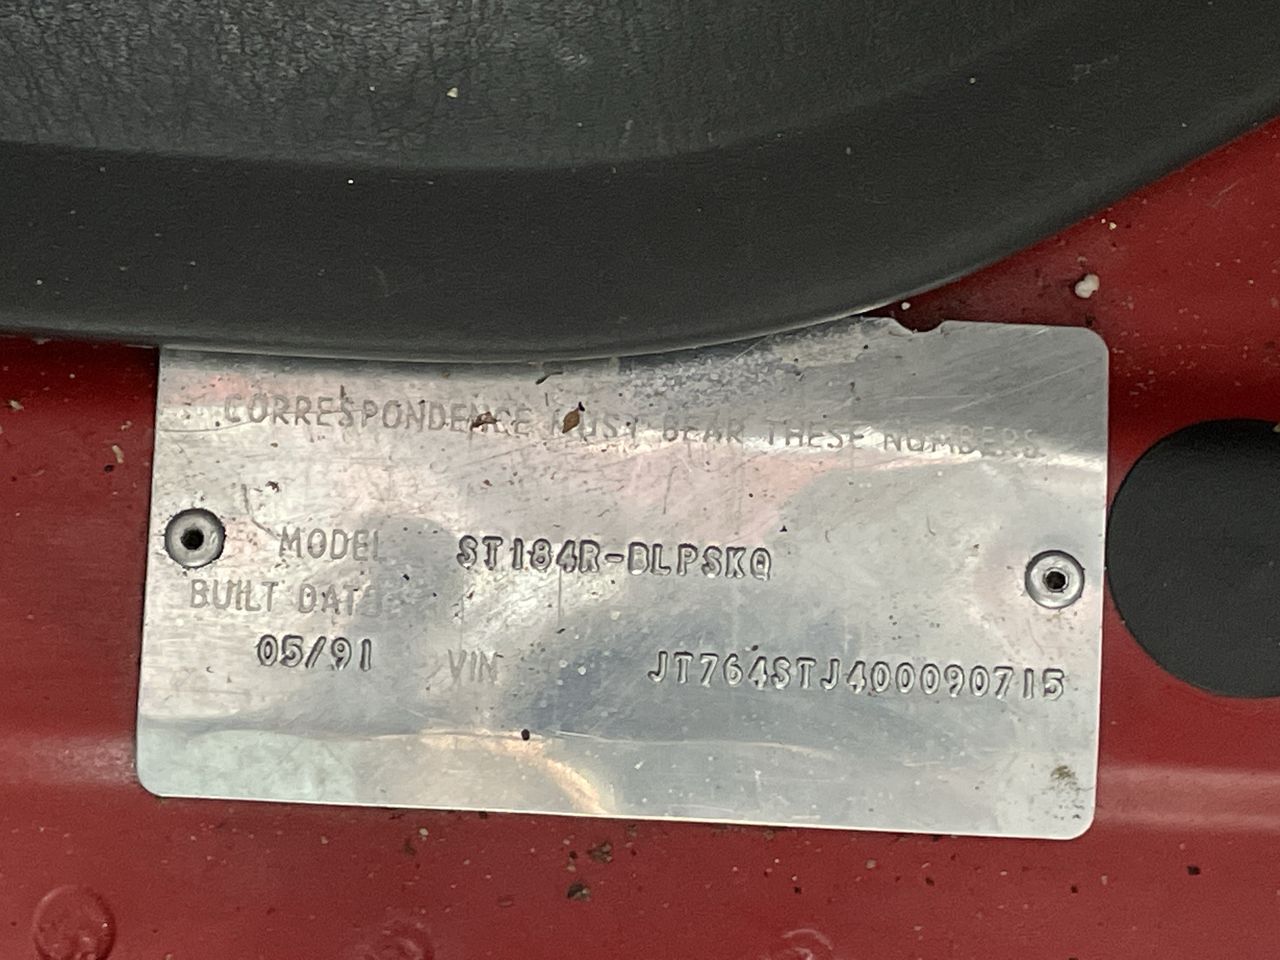 CORRESPONDENCE MUST BEAR THESE NUMBERS
MODEL ST184R-BLPSKQ
BUILT DATE
05/91 VIN JT764STJ400090715